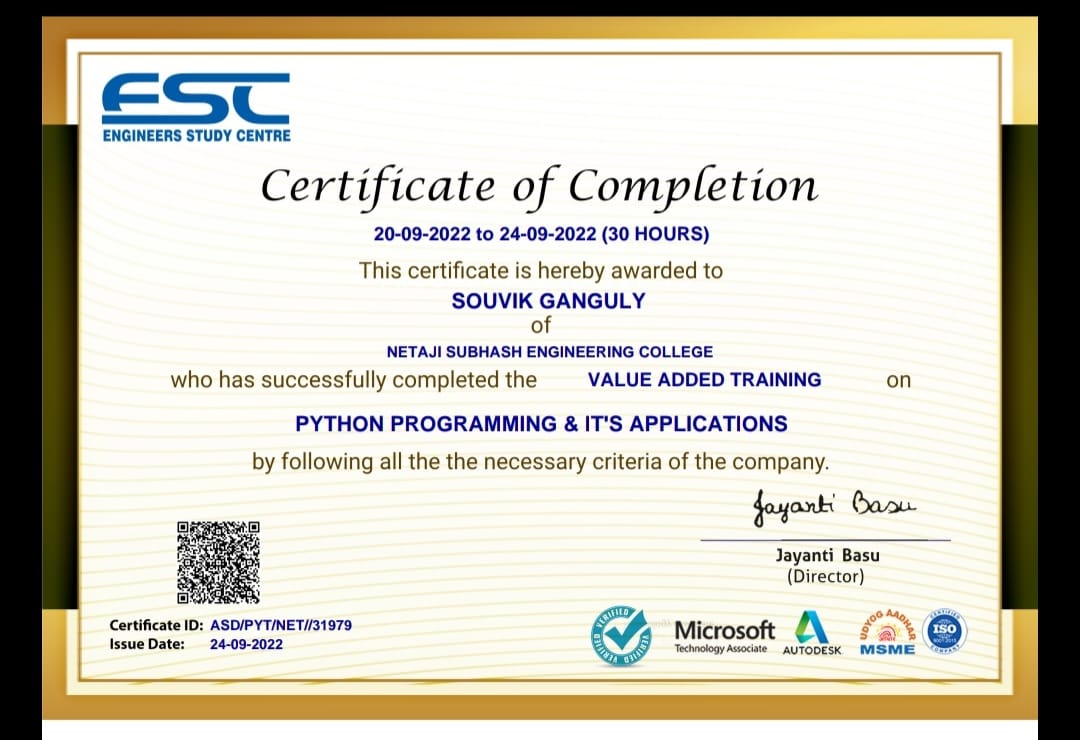 ESC
ENGINEERS STUDY CENTRE
Certificate of Completion
20-09-2022 to 24-09-2022 (30 HOURS)
This certificate is hereby awarded to
SOUVIK GANGULY
of
NETAJI SUBHASH ENGINEERING COLLEGE
who has successfully completed the VALUE ADDED TRAINING on
PYTHON PROGRAMMING & IT'S APPLICATIONS
by following all the the necessary criteria of the company.
Jayanti Basu
Jayanti Basu
(Director)
Certificate ID: ASD/PYT/NET//31979
Issue Date: 24-09-2022
VERIFIED VERIFIED VERIFIED VERIFIED
Microsoft
Technology Associate
AUTODESK
UDYOG AADHAR
MSME
CERTIFIED
ISO
9001:2015
COMPANY